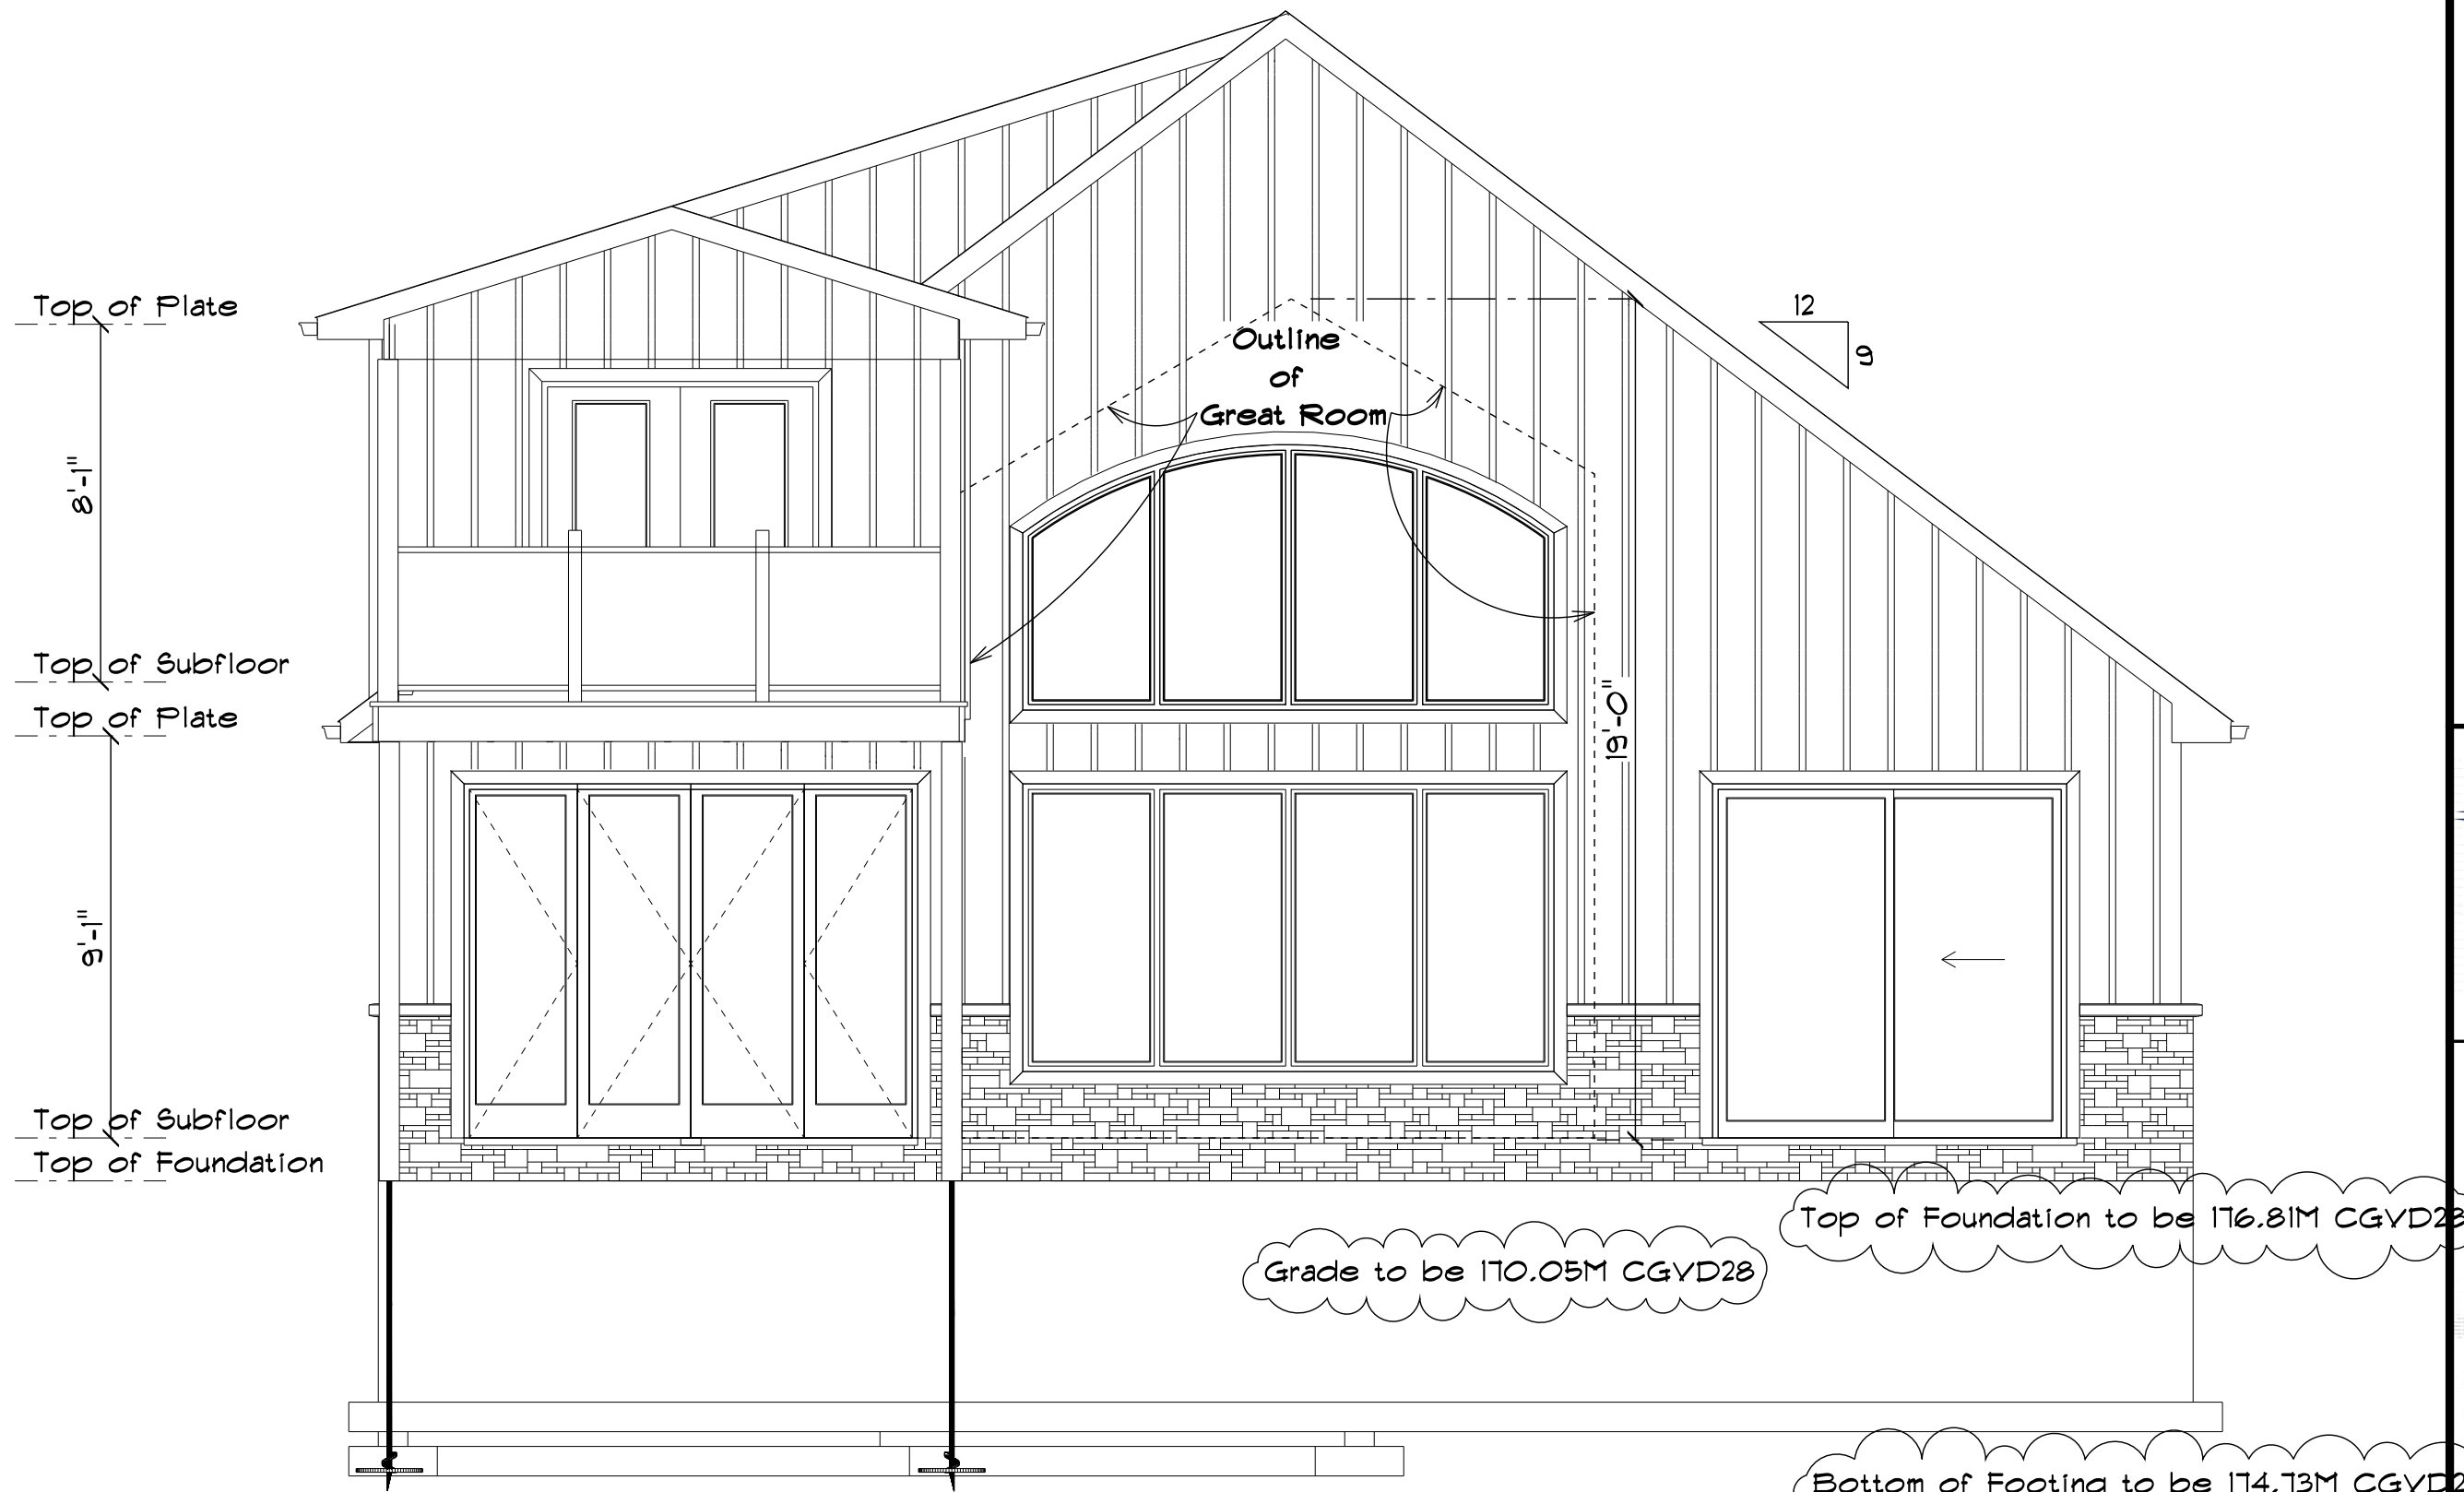 Top of Plate
8'-1"
Top of Subfloor
Top of Plate
9'-1"
Top of Subfloor
Top of Foundation
Outline
of
Great Room
12
9
19'-0"
Top of Foundation to be 176.81M CGVD28
Grade to be 170.05M CGVD28
Bottom of Footing to be 174.73M CGVD2